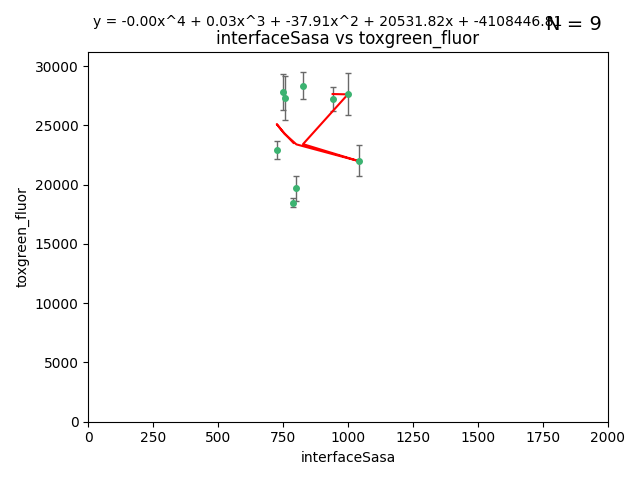 y = -0.00x^4 + 0.03x^3 + -37.91x^2 + 20531.82x + -4108446.81
N = 9
interfaceSasa vs toxgreen_fluor
30000
25000
20000
15000
10000
5000
0
toxgreen_fluor
0 250 500 750 1000 1250 1500 1750 2000
interfaceSasa